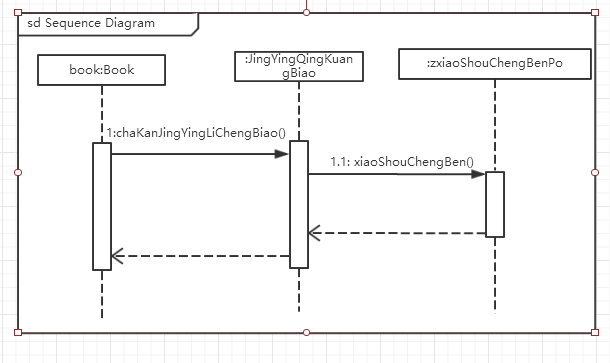 sd Sequence Diagram
book:Book
:JingYingQingKuan
gBiao
:zxiaoShouChengBenPo
1:chaKanJingYingLiChengBiao()
1.1: xiaoShouChengBen()